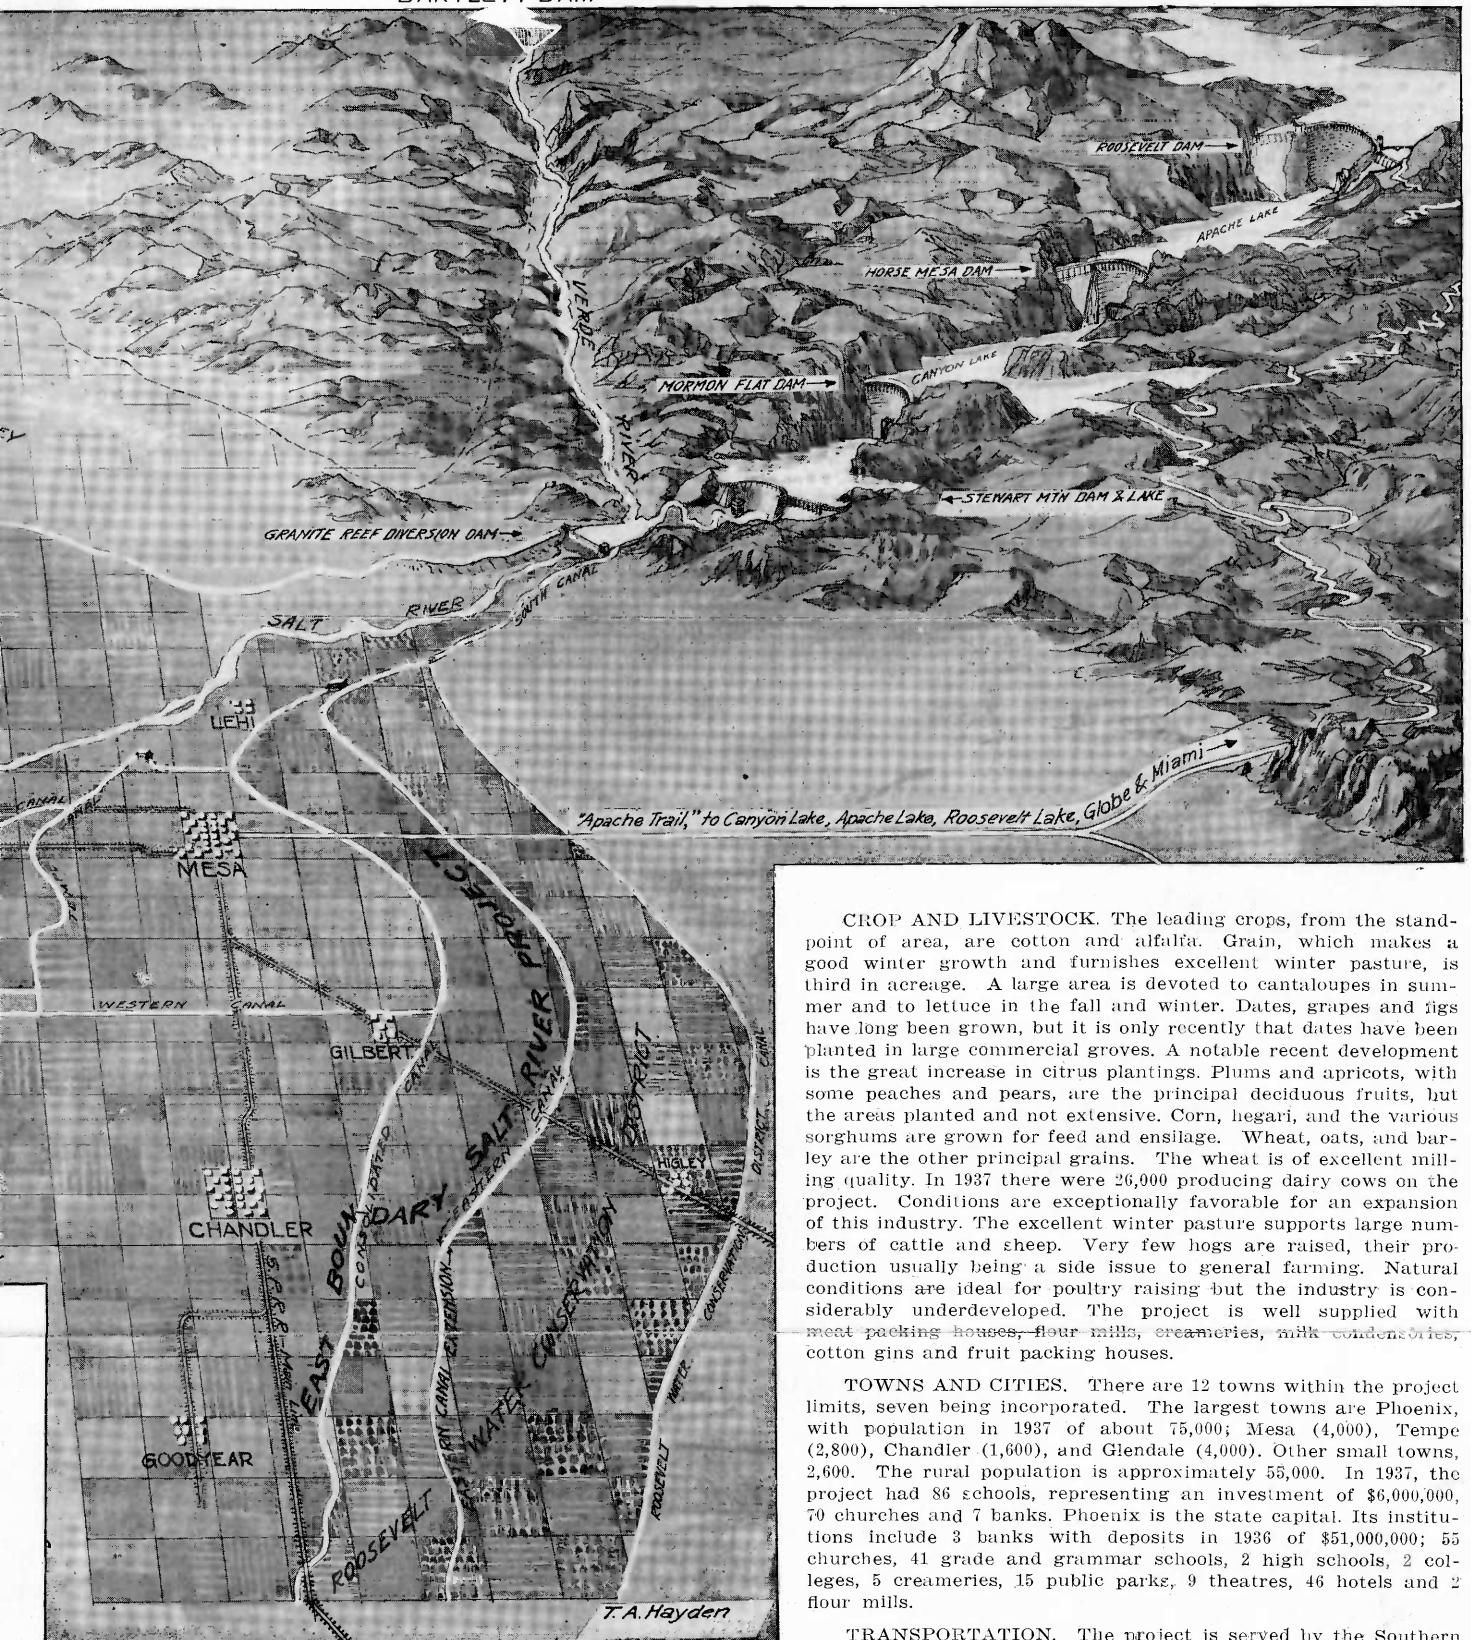 BARTLETT DAM
ROOSEVELT DAM
APACHE LAKE
HORSE MESA DAM
VERDE
RIVER
CANYON LAKE
MORMON FLAT DAM
STEWART MTN DAM & LAKE
GRANITE REEF DIVERSION DAM
SOUTH CANAL
SALT RIVER
LEHI
"Apache Trail," to Canyon Lake, Apache Lake, Roosevelt Lake, Globe & Miami
CANAL
CANAL
MESA
TEMPE
SALT RIVER PROJECT
WESTERN CANAL
GILBERT
CONSOLIDATED CANAL
EASTERN CANAL
HIGLEY
CHANDLER
EAST BOUNDARY
S.P.R.R. - Mesa Line
EASTERN CANAL EXTENSION
ROOSEVELT WATER CONSERVATION DISTRICT
ROOSEVELT WATER CONSERVATION DISTRICT CANAL
GOODYEAR
T. A. Hayden
CROP AND LIVESTOCK. The leading crops, from the stand-
point of area, are cotton and alfalfa. Grain, which makes a
good winter growth and furnishes excellent winter pasture, is
third in acreage. A large area is devoted to cantaloupes in sum-
mer and to lettuce in the fall and winter. Dates, grapes and figs
have long been grown, but it is only recently that dates have been
planted in large commercial groves. A notable recent development
is the great increase in citrus plantings. Plums and apricots, with
some peaches and pears, are the principal deciduous fruits, but
the areas planted and not extensive. Corn, hegari, and the various
sorghums are grown for feed and ensilage. Wheat, oats, and bar-
ley are the other principal grains. The wheat is of excellent mill-
ing quality. In 1937 there were 26,000 producing dairy cows on the
project. Conditions are exceptionally favorable for an expansion
of this industry. The excellent winter pasture supports large num-
bers of cattle and sheep. Very few hogs are raised, their pro-
duction usually being a side issue to general farming. Natural
conditions are ideal for poultry raising but the industry is con-
siderably underdeveloped. The project is well supplied with
meat packing houses, flour mills, creameries, milk condensories,
cotton gins and fruit packing houses.
TOWNS AND CITIES. There are 12 towns within the project
limits, seven being incorporated. The largest towns are Phoenix,
with population in 1937 of about 75,000; Mesa (4,000), Tempe
(2,800), Chandler (1,600), and Glendale (4,000). Other small towns,
2,600. The rural population is approximately 55,000. In 1937, the
project had 86 schools, representing an investment of $6,000,000,
70 churches and 7 banks. Phoenix is the state capital. Its institu-
tions include 3 banks with deposits in 1936 of $51,000,000; 55
churches, 41 grade and grammar schools, 2 high schools, 2 col-
leges, 5 creameries, 15 public parks, 9 theatres, 46 hotels and 2
flour mills.
TRANSPORTATION. The project is served by the Southern